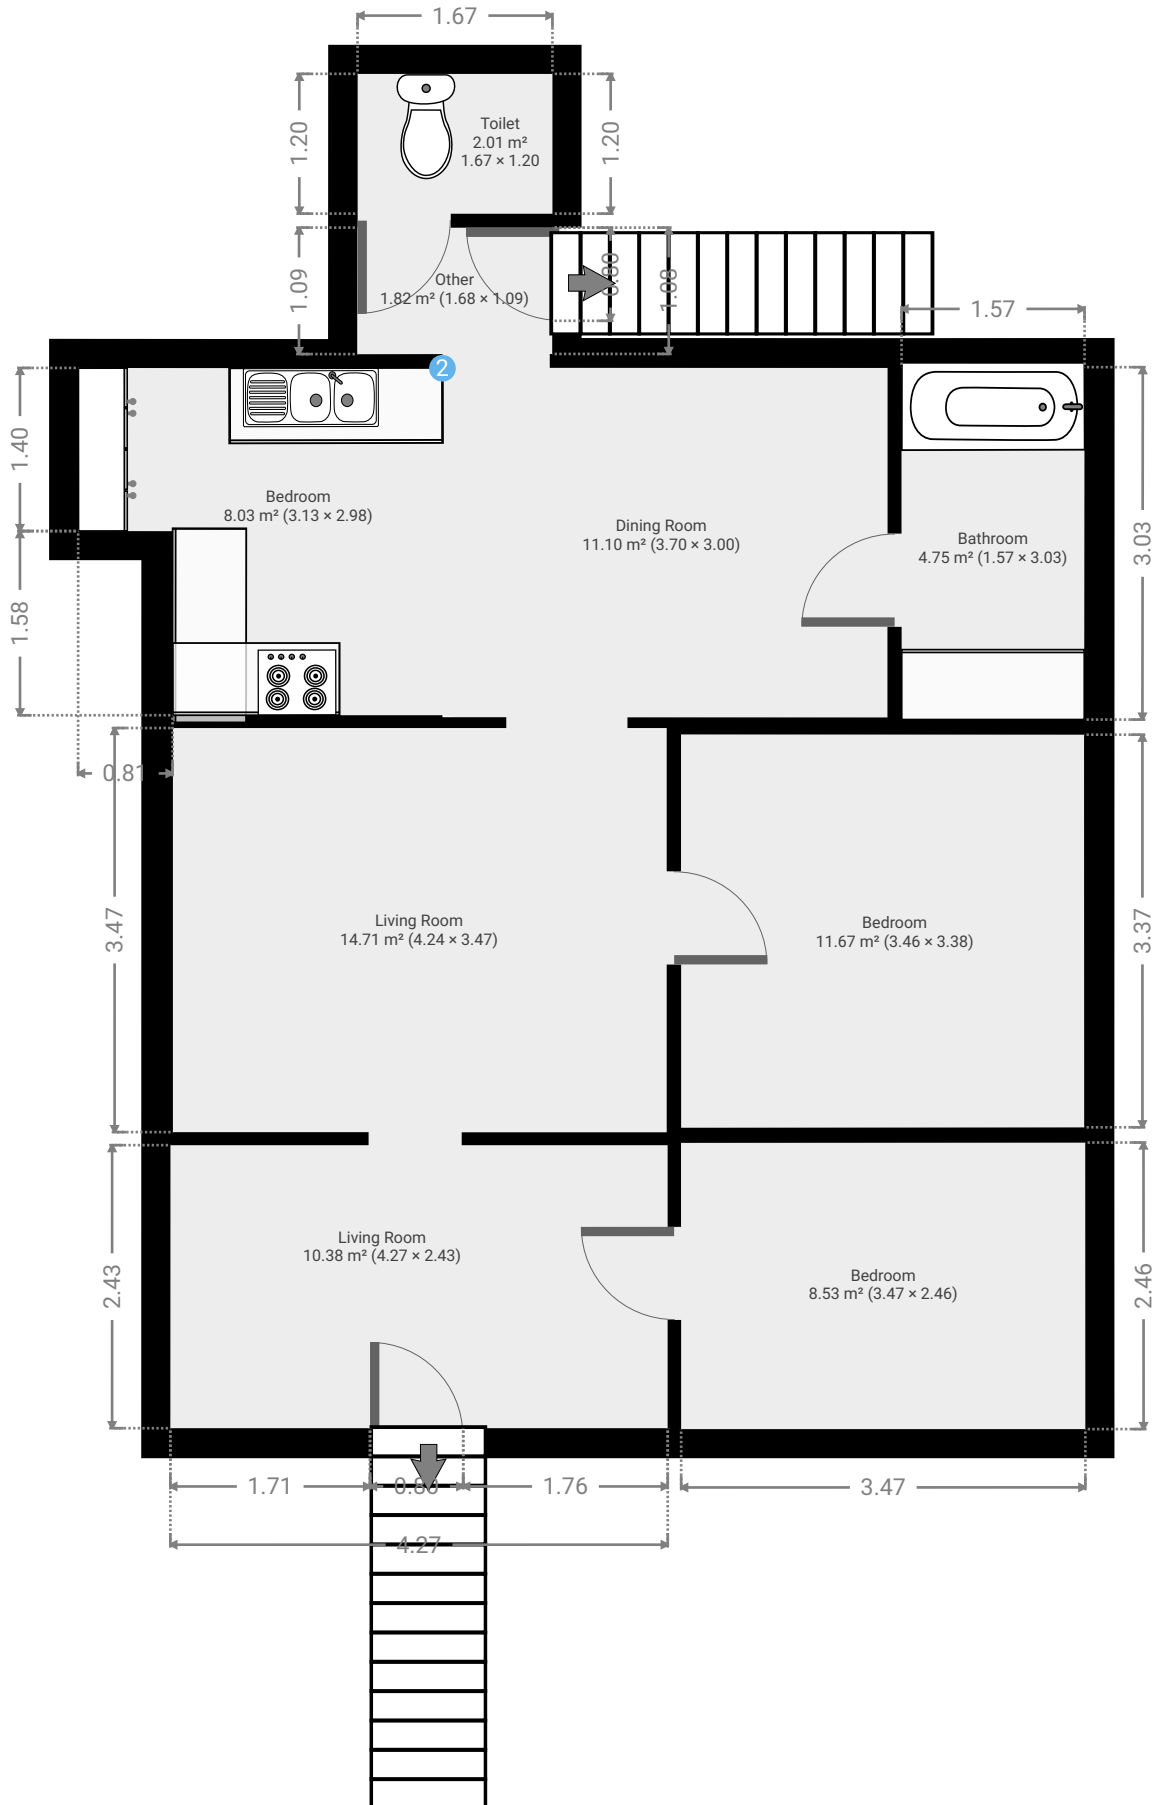 1.67
Toilet
2.01 m²
1.67 × 1.20
1.20
1.20
Other
1.82 m² (1.68 × 1.09)
1.09
0.80
1.08
1.57
2
1.40
Bedroom
8.03 m² (3.13 × 2.98)
Dining Room
11.10 m² (3.70 × 3.00)
Bathroom
4.75 m² (1.57 × 3.03)
3.03
1.58
0.81
3.47
Living Room
14.71 m² (4.24 × 3.47)
Bedroom
11.67 m² (3.46 × 3.38)
3.37
2.43
Living Room
10.38 m² (4.27 × 2.43)
Bedroom
8.53 m² (3.47 × 2.46)
2.46
1.71
0.80
1.76
3.47
4.27